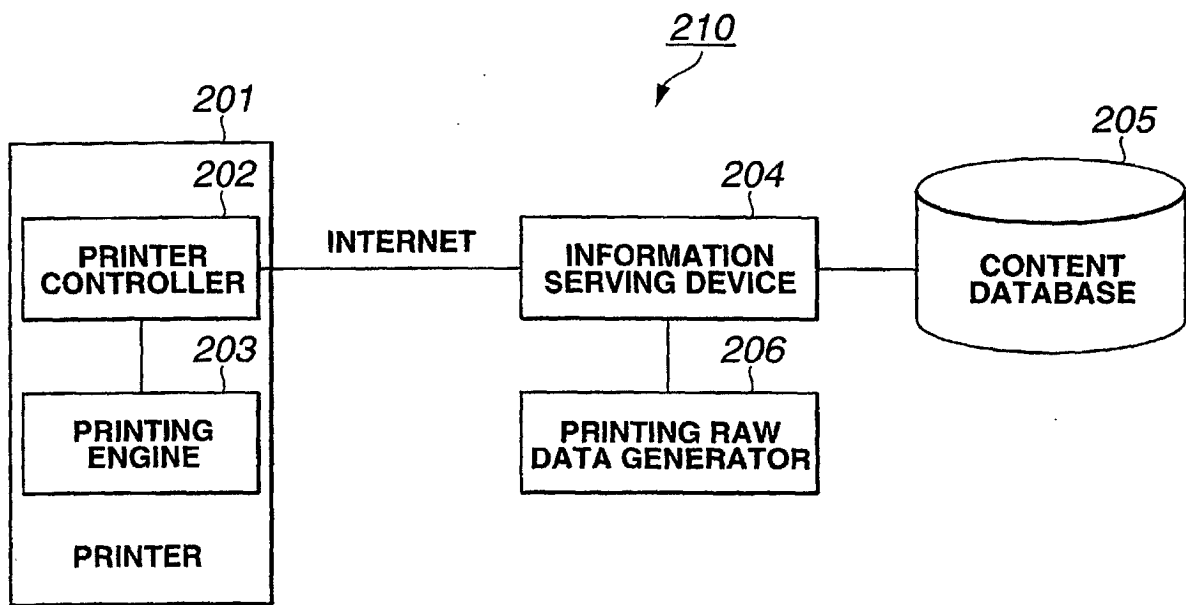 210
201
202
PRINTER
CONTROLLER
INTERNET
204
INFORMATION
SERVING DEVICE
205
CONTENT
DATABASE
203
PRINTING
ENGINE
206
PRINTING RAW
DATA GENERATOR
PRINTER